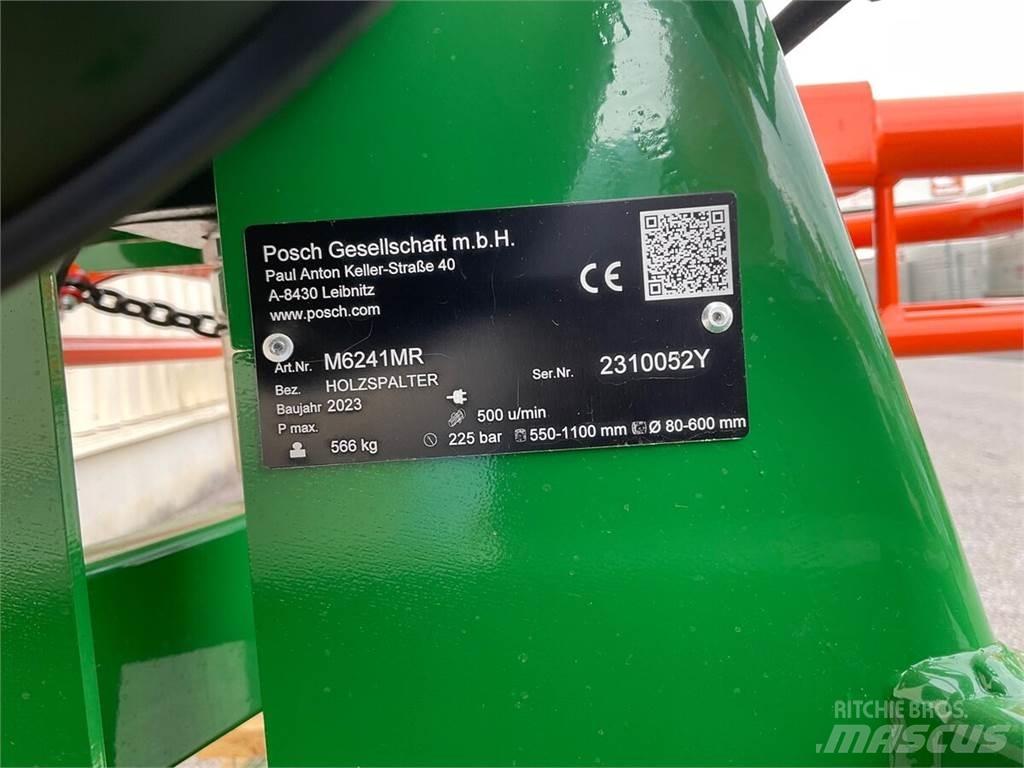 Posch Gesellschaft m.b.H.
Paul Anton Keller-Straße 40
A-8430 Leibnitz
www.posch.com
CE
Art.Nr. M6241MR Ser.Nr. 2310052Y
Bez. HOLZSPALTER
Baujahr 2023
P max. 500 u/min
566 kg 225 bar 550-1100 mm Ø 80-600 mm
RITCHIE BROS.
MASCUS